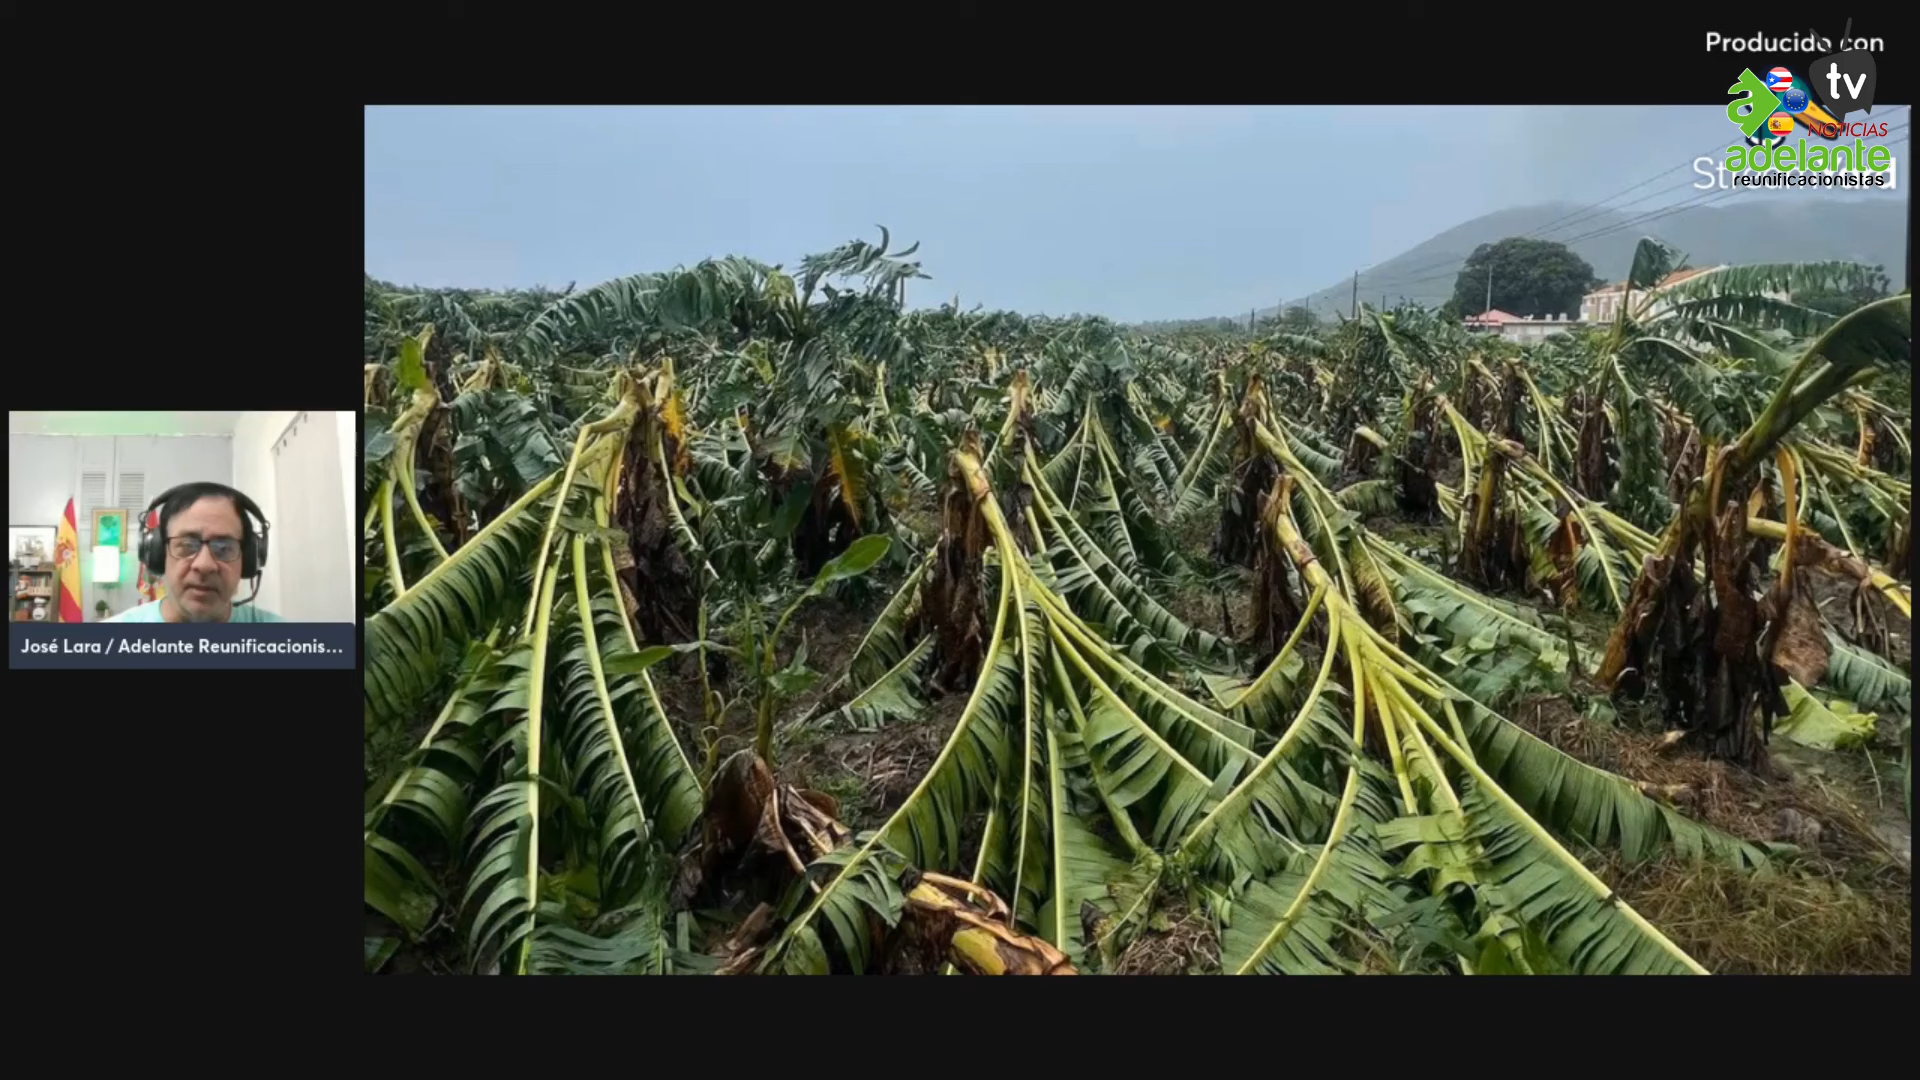 Producido con
tv
a
NOTICIAS
adelante
reunificacionistas
José Lara / Adelante Reunificacionis...